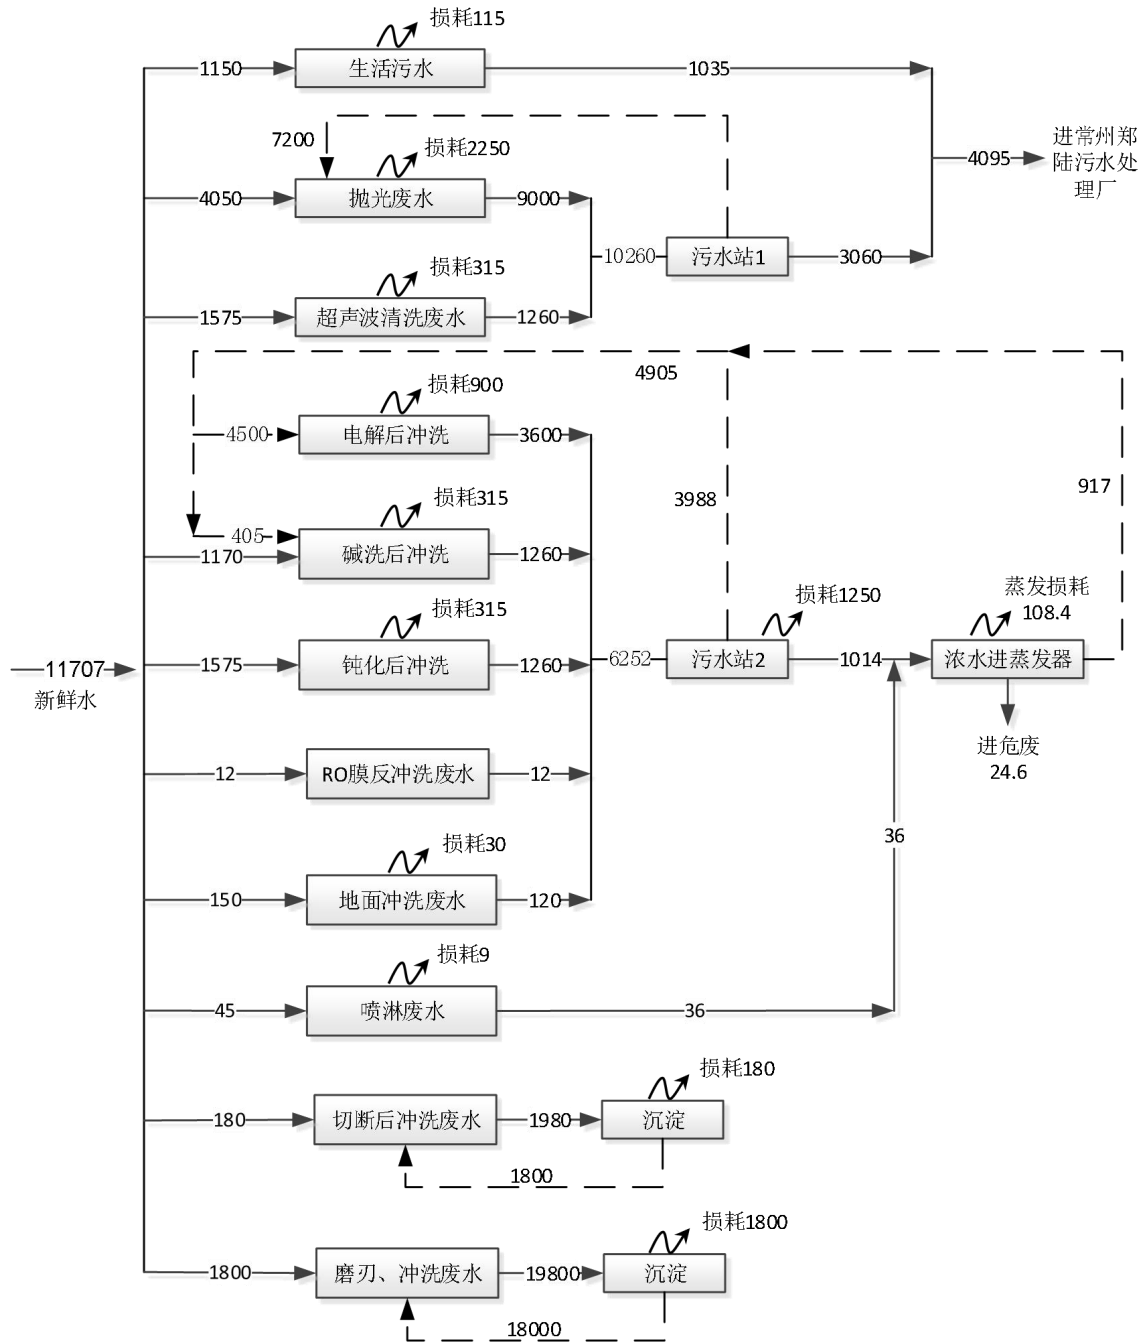 损耗115
1150
生活污水
1035
7200
损耗2250
4050
抛光废水
9000
进常州郑
陆污水处
理厂
4095
10260
污水站1
3060
损耗315
1575
超声波清洗废水
1260
4905
损耗900
4500
电解后冲洗
3600
损耗315
3988
917
405
1170
碱洗后冲洗
1260
损耗315
损耗1250
蒸发损耗
108.4
11707
新鲜水
1575
钝化后冲洗
1260
6252
污水站2
1014
浓水进蒸发器
进危废
24.6
12
RO膜反冲洗废水
12
36
损耗30
150
地面冲洗废水
120
损耗9
45
喷淋废水
36
损耗180
180
切断后冲洗废水
1980
沉淀
1800
损耗1800
1800
磨刃、冲洗废水
19800
沉淀
18000